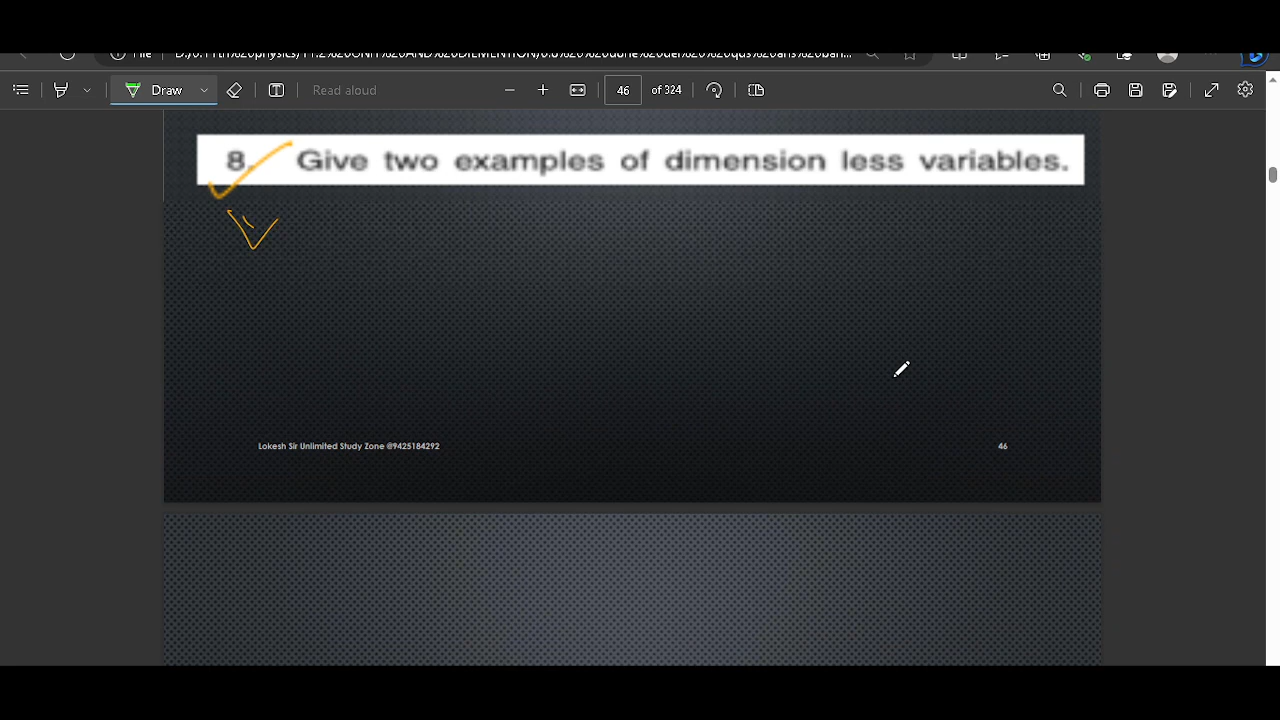 File
Draw
Read aloud
46
of 324
8. Give two examples of dimension less variables.
Lokesh Sir Unlimited Study Zone @9425184292
46